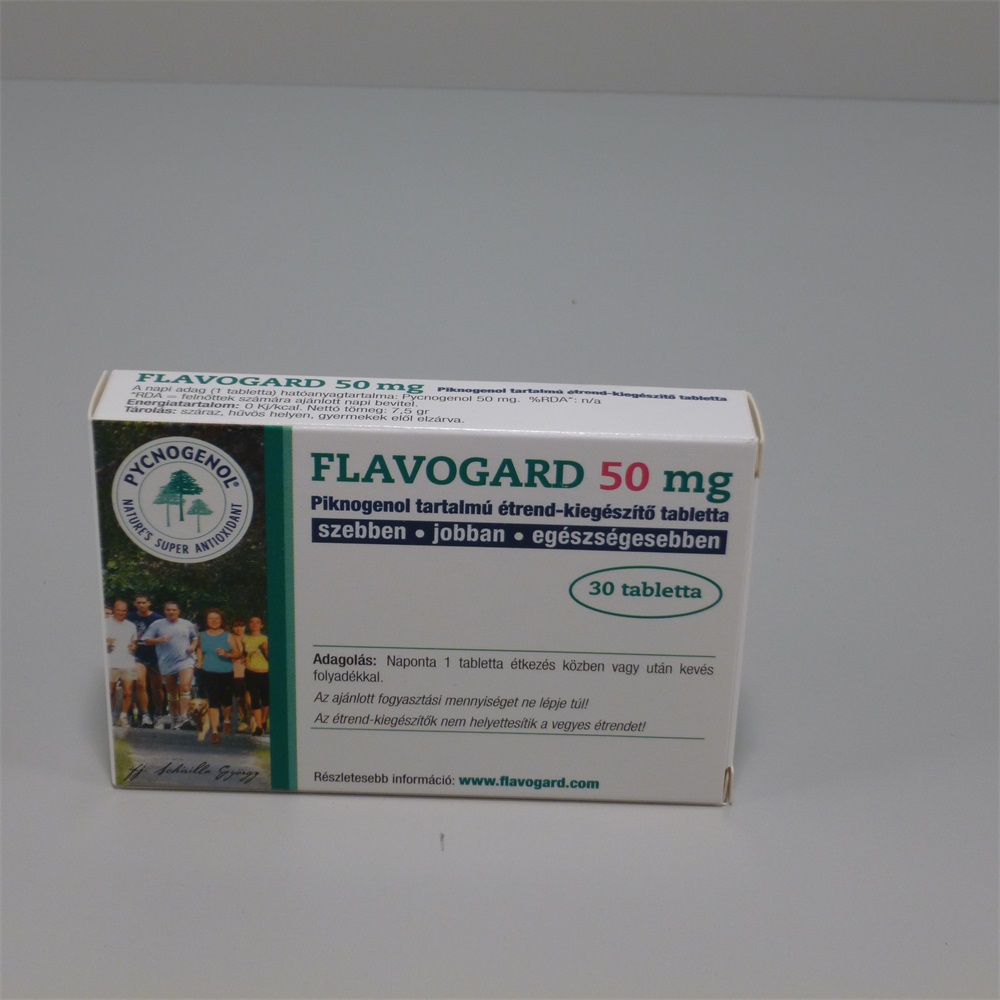 FLAVOGARD 50 mg Piknogenol tartalmú étrend-kiegészítő tabletta
A napi adag (1 tabletta) hatóanyagtartalma: Pycnogenol 50 mg. %RDA*: n/a
*RDA = felnőttek számára ajánlott napi bevitel.
Energiatartalom: 0 Kj/kcal. Nettó tömeg: 7,5 gr
Tárolás: száraz, hűvös helyen, gyermekek elől elzárva.
PYCNOGENOL®
NATURE'S SUPER ANTIOXIDANT
FLAVOGARD 50 mg
Piknogenol tartalmú étrend-kiegészítő tabletta
szebben • jobban • egészségesebben
30 tabletta
Adagolás: Naponta 1 tabletta étkezés közben vagy után kevés
folyadékkal.
Az ajánlott fogyasztási mennyiséget ne lépje túl!
Az étrend-kiegészítők nem helyettesítik a vegyes étrendet!
Részletesebb információ: www.flavogard.com
György